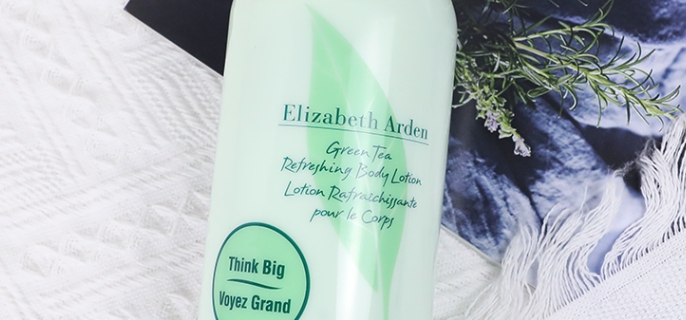 Elizabeth Arden
Green Tea
Refreshing Body Lotion
Lotion Rafraîchissante
pour le Corps
Think Big
Voyez Grand